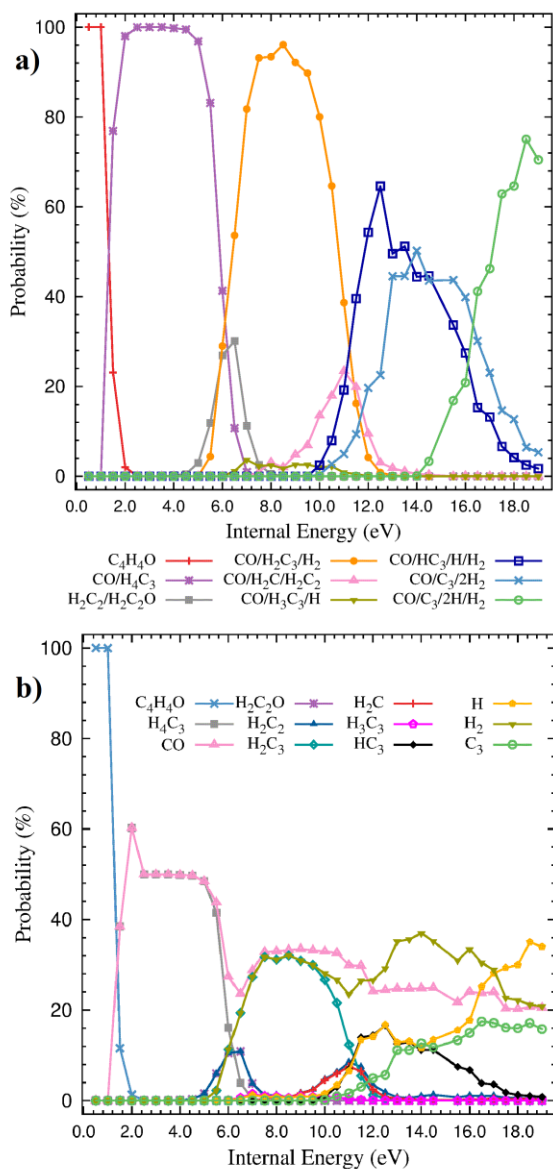 a)
100
80
60
40
20
0
Probability (%)
0.0 2.0 4.0 6.0 8.0 10.0 12.0 14.0 16.0 18.0
Internal Energy (eV)
C₄H₄O CO/H₂C₃/H₂ CO/HC₃/H/H₂
CO/H₄C₃ CO/H₂C/H₂C₂ CO/C₃/2H₂
H₂C₂/H₂C₂O CO/H₃C₃/H CO/C₃/2H/H₂
b)
100
80
60
40
20
0
Probability (%)
C₄H₄O H₂C₂O H₂C H
H₄C₃ H₂C₂ H₃C₃ H₂
CO H₂C₃ HC₃ C₃
0.0 2.0 4.0 6.0 8.0 10.0 12.0 14.0 16.0 18.0
Internal Energy (eV)